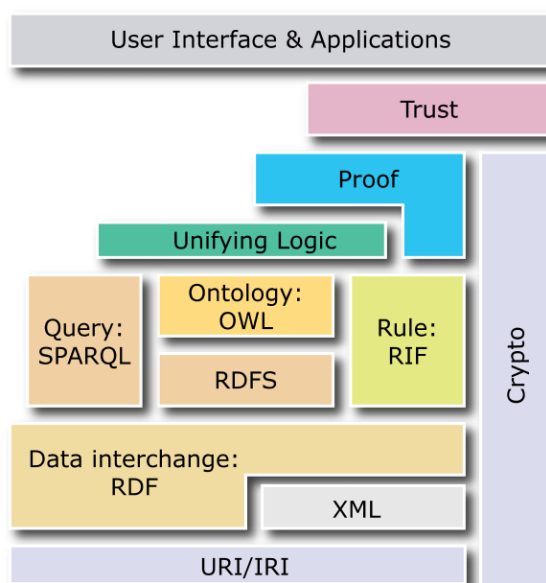 User Interface & Applications
Trust
Proof
Unifying Logic
Query:
SPARQL
Ontology:
OWL
RDFS
Rule:
RIF
Crypto
Data interchange:
RDF
XML
URI/IRI